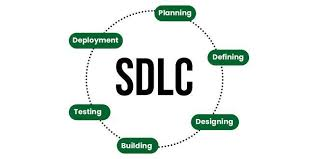 Planning
Defining
Designing
Building
Testing
Deployment
SDLC